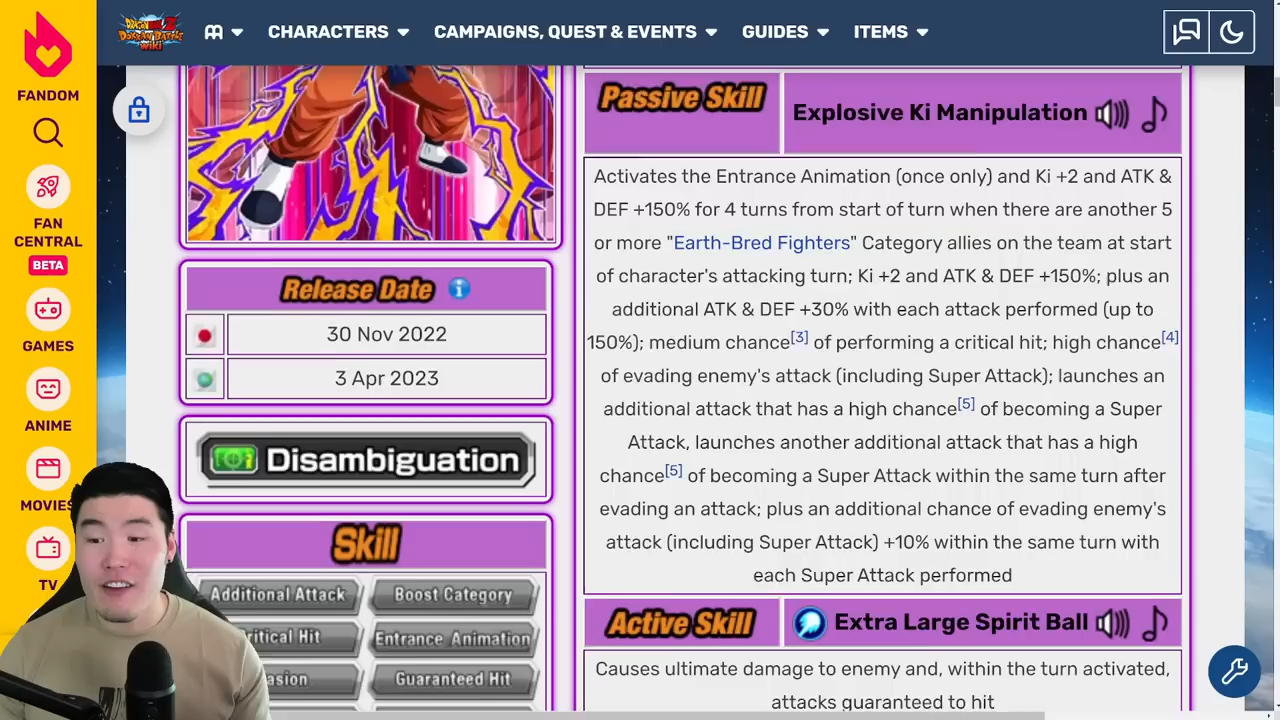 DRAGON BALL Z
DOKKAN BATTLE
WIKI
CHARACTERS
CAMPAIGNS, QUEST & EVENTS
GUIDES
ITEMS
FANDOM
FAN
CENTRAL
BETA
GAMES
ANIME
MOVIES
TV
Release Date
30 Nov 2022
3 Apr 2023
Disambiguation
Skill
Additional Attack
Boost Category
ritical Hit
Entrance Animation
asion
Guaranteed Hit
Passive Skill
Explosive Ki Manipulation
Activates the Entrance Animation (once only) and Ki +2 and ATK &
DEF +150% for 4 turns from start of turn when there are another 5
or more "Earth-Bred Fighters" Category allies on the team at start
of character's attacking turn; Ki +2 and ATK & DEF +150%; plus an
additional ATK & DEF +30% with each attack performed (up to
150%); medium chance[3] of performing a critical hit; high chance[4]
of evading enemy's attack (including Super Attack); launches an
additional attack that has a high chance[5] of becoming a Super
Attack, launches another additional attack that has a high
chance[5] of becoming a Super Attack within the same turn after
evading an attack; plus an additional chance of evading enemy's
attack (including Super Attack) +10% within the same turn with
each Super Attack performed
Active Skill
Extra Large Spirit Ball
Causes ultimate damage to enemy and, within the turn activated,
attacks guaranteed to hit